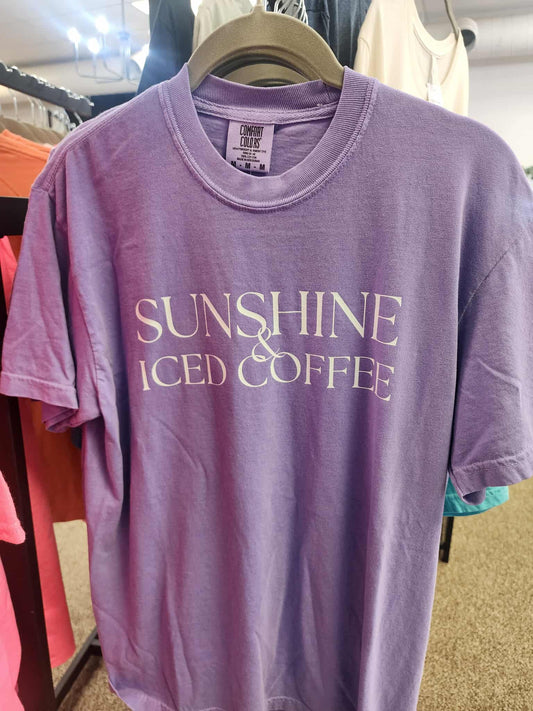 COMFORT
COLORS
M - M - M
SUNSHINE
&
ICED COFFEE